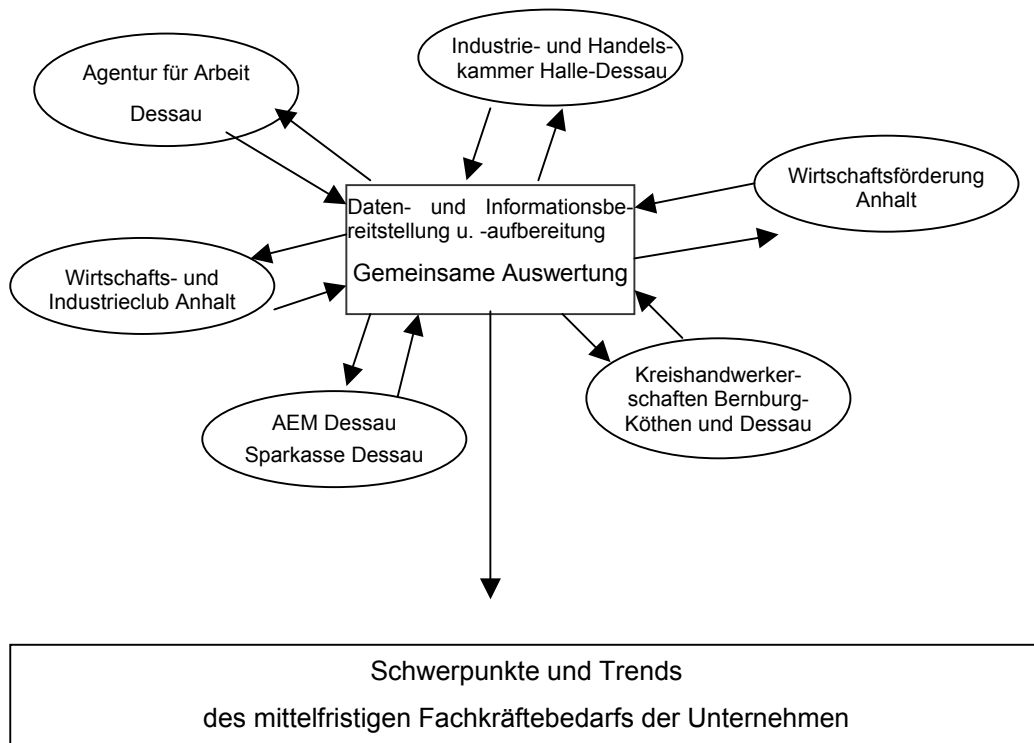 Industrie- und Handels-
kammer Halle-Dessau
Agentur für Arbeit
Dessau
Wirtschaftsförderung
Anhalt
Daten- und Informationsbe-
reitstellung u. -aufbereitung
Gemeinsame Auswertung
Wirtschafts- und
Industrieclub Anhalt
Kreishandwerker-
schaften Bernburg-
Köthen und Dessau
AEM Dessau
Sparkasse Dessau
Schwerpunkte und Trends
des mittelfristigen Fachkräftebedarfs der Unternehmen